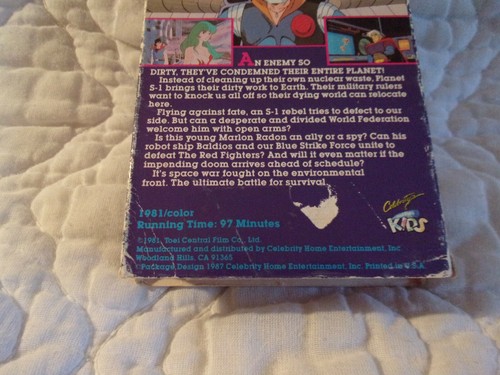 AN ENEMY SO
DIRTY, THEY'VE CONDEMNED THEIR ENTIRE PLANET!
Instead of cleaning up their own nuclear waste, Planet
S-1 brings their dirty work to Earth. Their military rulers
want to knock us all off so their dying world can relocate
here.
Flying against fate, an S-1 rebel tries to defect to our
side. But can a desperate and divided World Federation
welcome him with open arms?
Is this young Marlon Radon an ally or a spy? Can his
robot ship Baldios and our Blue Strike Force unite to
defeat The Red Fighters? And will it even matter if the
impending doom arrives ahead of schedule?
It's space war fought on the environmental
front. The ultimate battle for survival
1981/color
Running Time: 97 Minutes
Celebrity
KIDS
©1981, Toei Central Film Co., Ltd.
Manufactured and distributed by Celebrity Home Entertainment, Inc
Woodland Hills, CA 91365
Package Design 1987 Celebrity Home Entertainment, Inc. Printed in U.S.A.